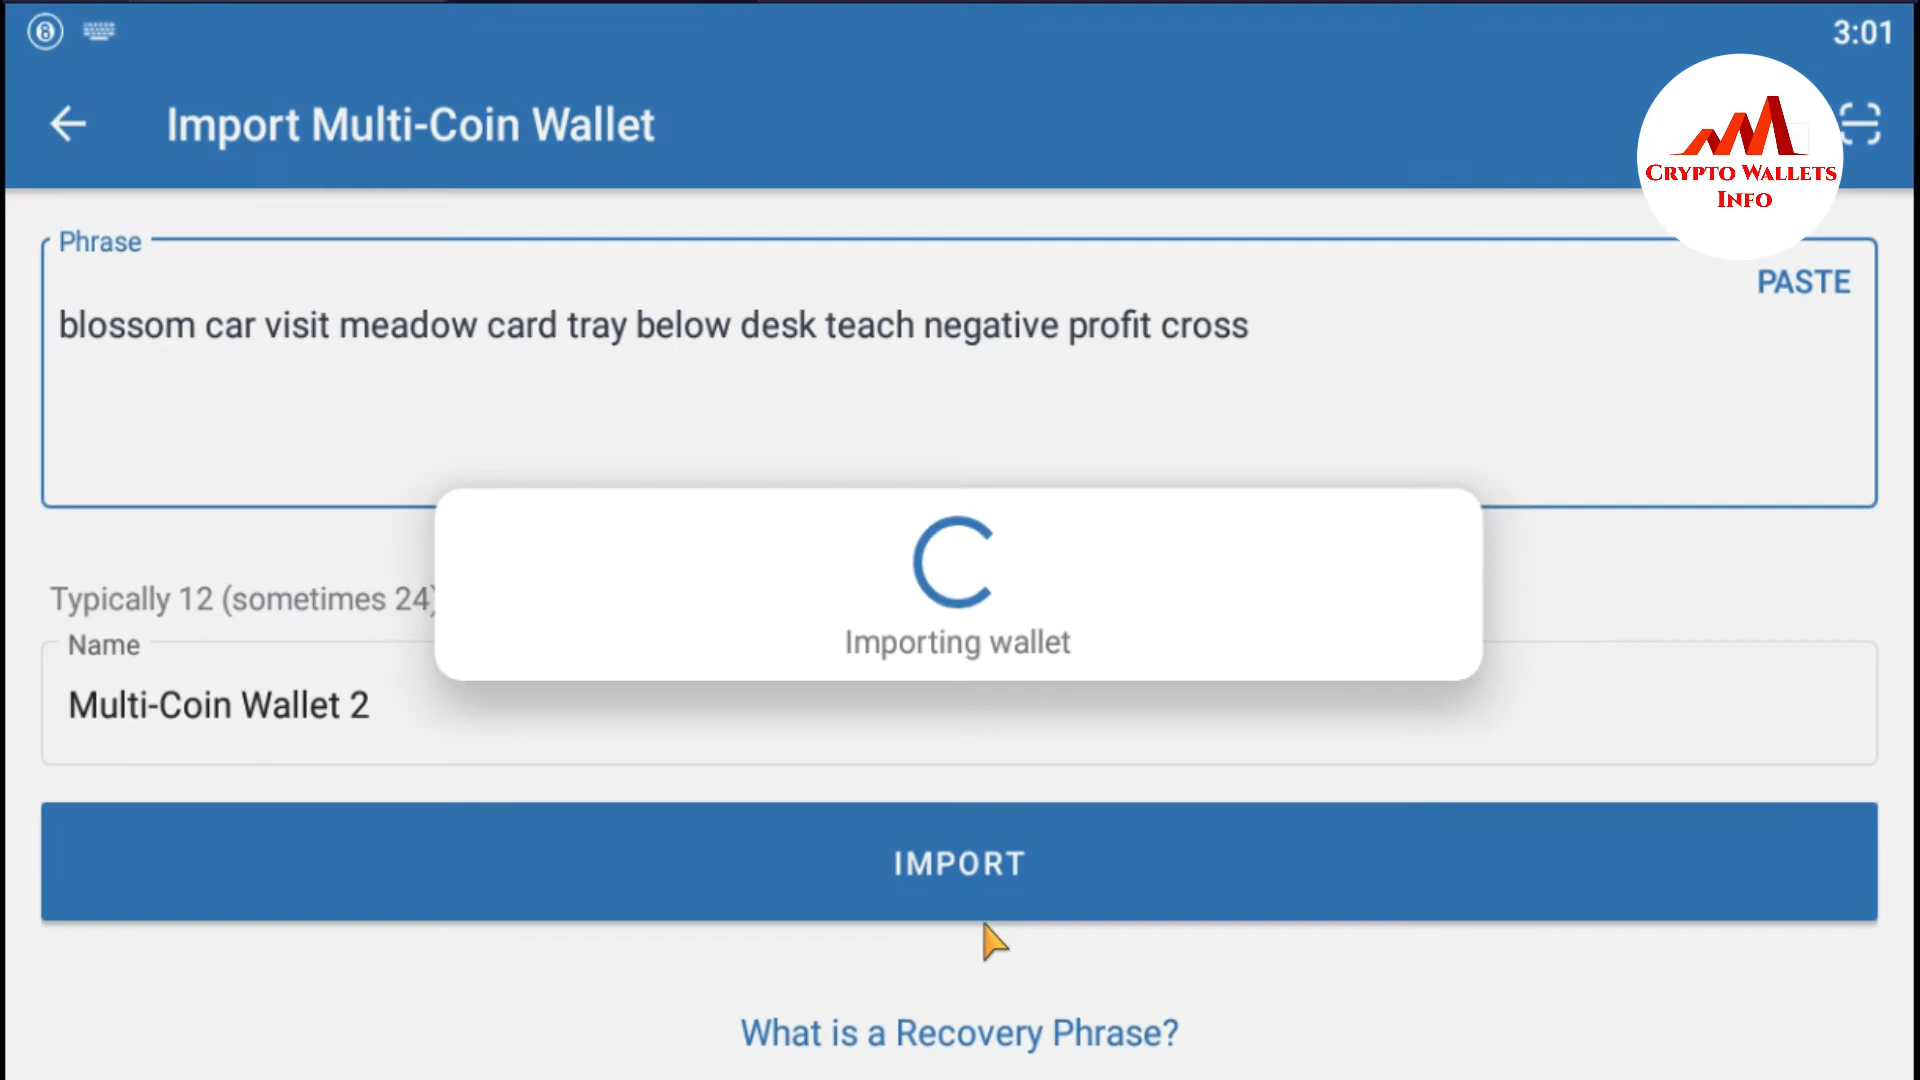 3:01
Import Multi-Coin Wallet
CRYPTO WALLETS
INFO
Phrase
PASTE
blossom car visit meadow card tray below desk teach negative profit cross
Typically 12 (sometimes 24)
Importing wallet
Name
Multi-Coin Wallet 2
IMPORT
What is a Recovery Phrase?